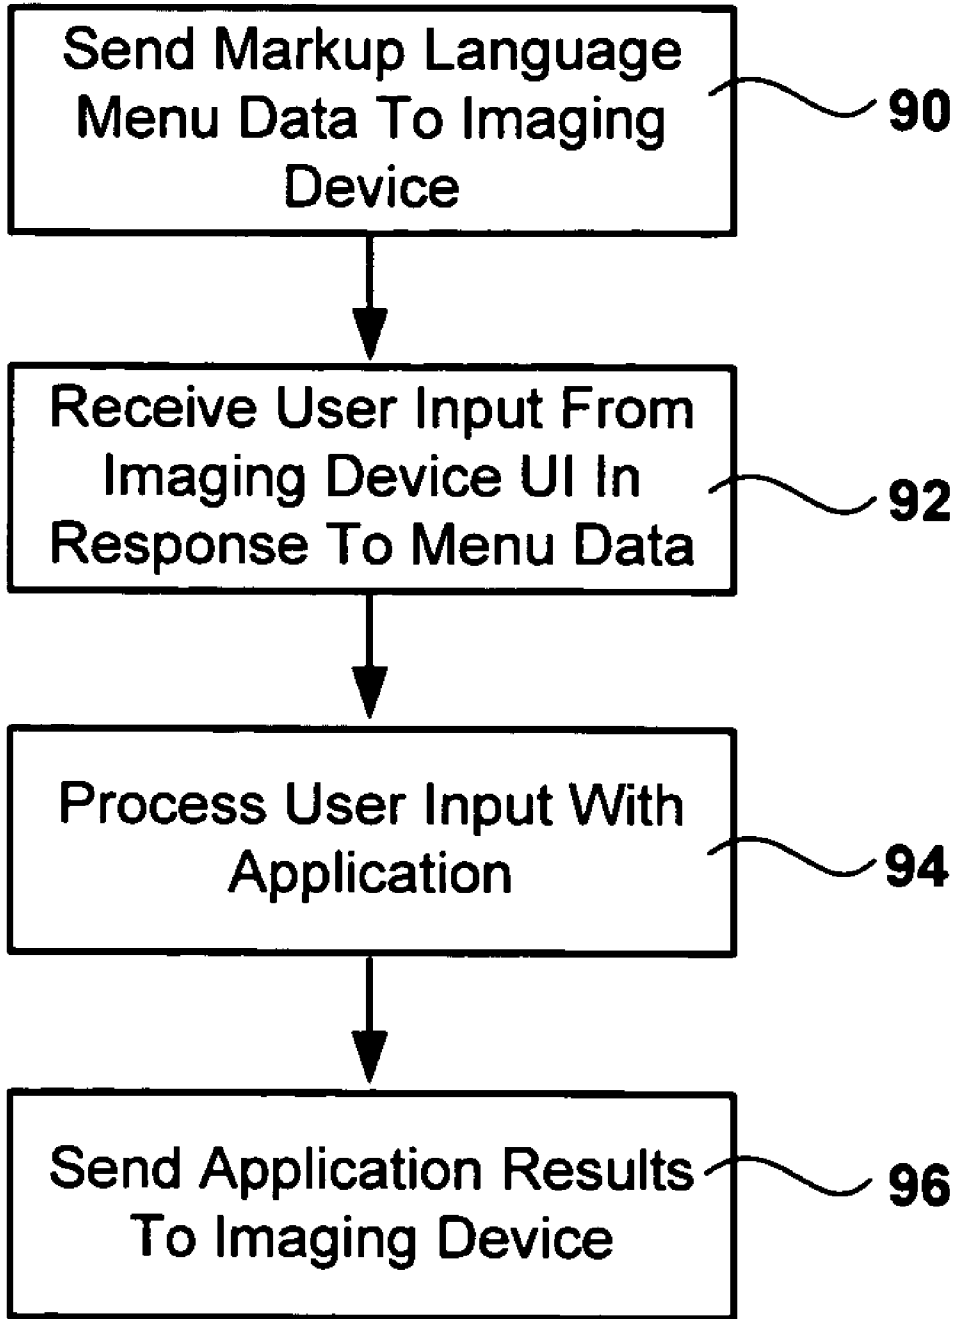 Send Markup Language
Menu Data To Imaging
Device
90
Receive User Input From
Imaging Device UI In
Response To Menu Data
92
Process User Input With
Application
94
Send Application Results
To Imaging Device
96